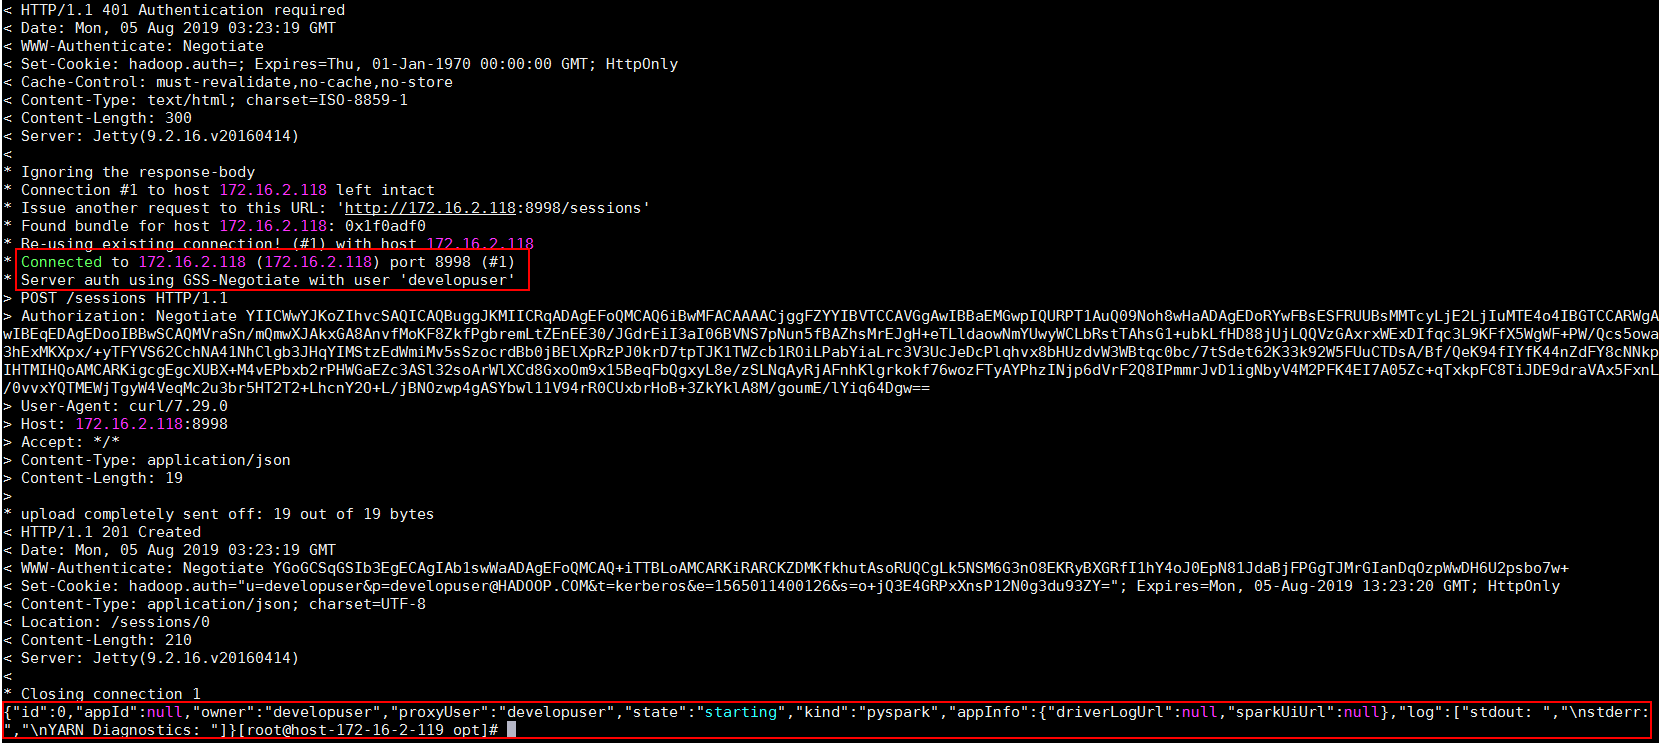 < HTTP/1.1 401 Authentication required
< Date: Mon, 05 Aug 2019 03:23:19 GMT
< WWW-Authenticate: Negotiate
< Set-Cookie: hadoop.auth=; Expires=Thu, 01-Jan-1970 00:00:00 GMT; HttpOnly
< Cache-Control: must-revalidate,no-cache,no-store
< Content-Type: text/html; charset=ISO-8859-1
< Content-Length: 300
< Server: Jetty(9.2.16.v20160414)
<
* Ignoring the response-body
* Connection #1 to host 172.16.2.118 left intact
* Issue another request to this URL: 'http://172.16.2.118:8998/sessions'
* Found bundle for host 172.16.2.118: 0x1f0adf0
* Re-using existing connection! (#1) with host 172.16.2.118
* Connected to 172.16.2.118 (172.16.2.118) port 8998 (#1)
* Server auth using GSS-Negotiate with user 'developuser'
> POST /sessions HTTP/1.1
> Authorization: Negotiate YIICWwYJKoZIhvcSAQICAQBuggJKMIICRqADAgEFoQMCAQ6iBwMFACAAAACjggFZYYIBVTCCAVGgAwIBBaEMGwpIQURPT1AuQ09Noh8wHaADAgEDoRYwFBsESFRUUBsMMTcyLjE2LjIuMTE4o4IBGTCCARWgA
wIBEqEDAgEDooIBBwSCAQMVraSn/mQmwXJAkxGA8AnvfMoKF8ZkfPgbremLtZEnEE30/JGdrEiI3aI06BVNS7pNun5fBAZhsMrEJgH+eTLldaowNmYUwyWCLbRstTAhsG1+ubkLfHD88jUjLQQVzGAxrxWExDIfqc3L9KFfX5WgWF+PW/Qcs5owa
3hExMKXpx/+yTFYVS62CchNA41NhClgb3JHqYIMStzEdWmiMv5sSzocrdBb0jBElXpRzPJ0krD7tpTJK1TWZcb1ROiLPabYiaLrc3V3UcJeDcPlqhvx8bHUzdvW3WBtqc0bc/7tSdet62K33k92W5FUuCTDsA/Bf/QeK94fIYfK44nZdFY8cNNkp
IHTMIHQoAMCARKigcgEgcXUBX+M4vEPbxb2rPHWGaEZc3ASl32soArWlXCd8GxoOm9x15BeqFbQgxyL8e/zSLNqAyRjAFnhKlgrkokf76wozFTyAYPhzINjp6dVrF2Q8IPmmrJvD1igNbyV4M2PFK4EI7A05Zc+qTxkpFC8TiJDE9draVAx5FxnL
/0vvxYQTMEWjTgyW4VeqMc2u3br5HT2T2+LhcnY2O+L/jBNOzwp4gASYbwl11V94rR0CUxbrHoB+3ZkYklA8M/goumE/lYiq64Dgw==
> User-Agent: curl/7.29.0
> Host: 172.16.2.118:8998
> Accept: */*
> Content-Type: application/json
> Content-Length: 19
>
* upload completely sent off: 19 out of 19 bytes
< HTTP/1.1 201 Created
< Date: Mon, 05 Aug 2019 03:23:19 GMT
< WWW-Authenticate: Negotiate YGoGCSqGSIb3EgECAgIAb1swWaADAgEFoQMCAQ+iTTBLoAMCARKiRARCKZDMKfkhutAsoRUQCgLk5NSM6G3nO8EKRyBXGRfI1hY4oJ0EpN81JdaBjFPGgTJMrGIanDqOzpWwDH6U2psbo7w+
< Set-Cookie: hadoop.auth="u=developuser&p=developuser@HADOOP.COM&t=kerberos&e=1565011400126&s=o+jQ3E4GRPxXnsP12N0g3du93ZY="; Expires=Mon, 05-Aug-2019 13:23:20 GMT; HttpOnly
< Content-Type: application/json; charset=UTF-8
< Location: /sessions/0
< Content-Length: 210
< Server: Jetty(9.2.16.v20160414)
<
* Closing connection 1
{"id":0,"appId":null,"owner":"developuser","proxyUser":"developuser","state":"starting","kind":"pyspark","appInfo":{"driverLogUrl":null,"sparkUiUrl":null},"log":["stdout: ","\nstderr:
","\nYARN Diagnostics: "]}[root@host-172-16-2-119 opt]#